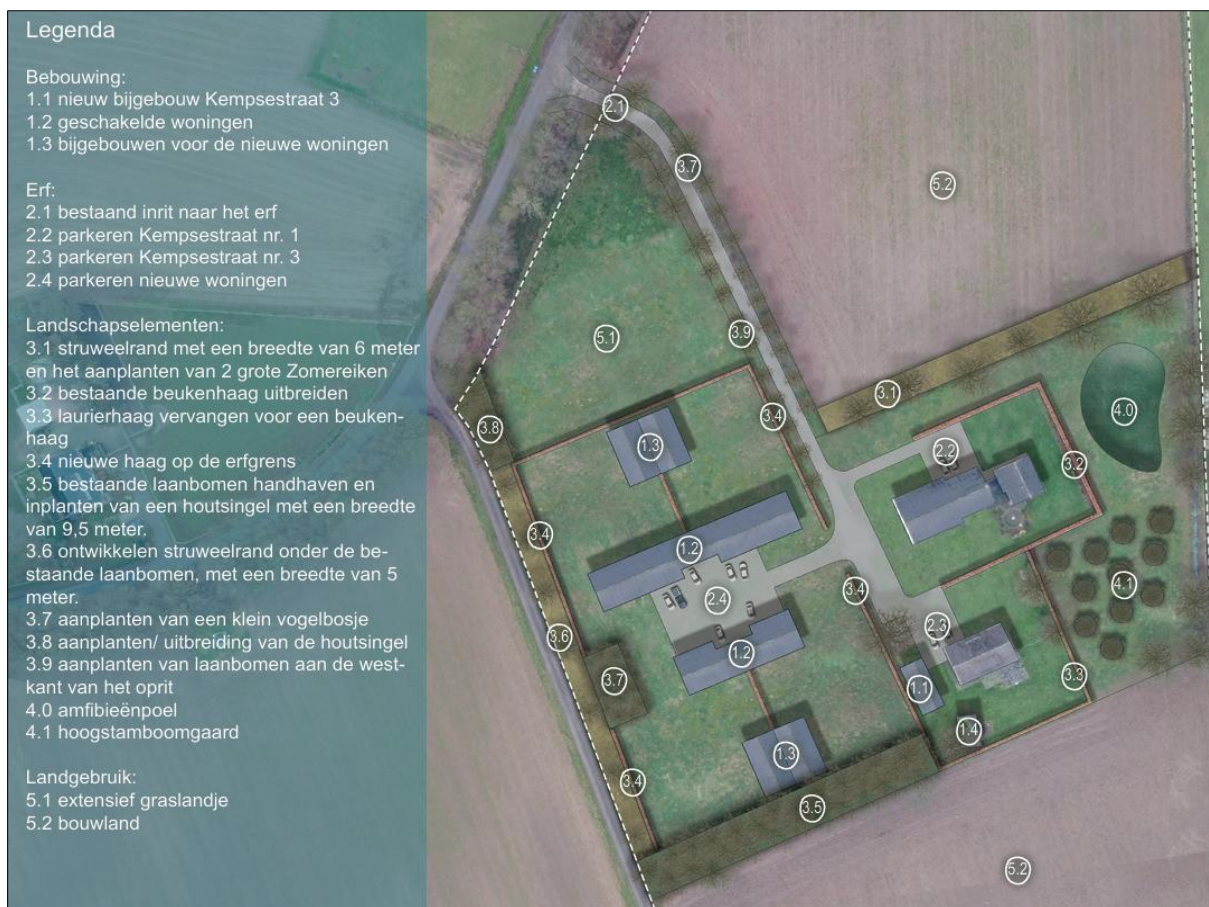 Legenda
Bebouwing:
1.1 nieuw bijgebouw Kempsestraat 3
1.2 geschakelde woningen
1.3 bijgebouwen voor de nieuwe woningen
Erf:
2.1 bestaand inrit naar het erf
2.2 parkeren Kempsestraat nr. 1
2.3 parkeren Kempsestraat nr. 3
2.4 parkeren nieuwe woningen
Landschapselementen:
3.1 struweelrand met een breedte van 6 meter
en het aanplanten van 2 grote Zomereiken
3.2 bestaande beukenhaag uitbreiden
3.3 laurierhaag vervangen voor een beuken-
haag
3.4 nieuwe haag op de erfgrens
3.5 bestaande laanbomen handhaven en
inplanten van een houtsingel met een breedte
van 9,5 meter.
3.6 ontwikkelen struweelrand onder de be-
staande laanbomen, met een breedte van 5
meter.
3.7 aanplanten van een klein vogelbosje
3.8 aanplanten/ uitbreiding van de houtsingel
3.9 aanplanten van laanbomen aan de west-
kant van het oprit
4.0 amfibieënpoel
4.1 hoogstamboomgaard
Landgebruik:
5.1 extensief graslandje
5.2 bouwland
2.1
3.7
5.2
3.9
5.1
3.1
4.0
3.4
3.8
1.3
2.2
3.2
3.4
1.2
4.1
3.4
2.4
2.3
3.6
1.2
3.7
3.3
1.1
1.4
1.3
3.4
3.5
5.2